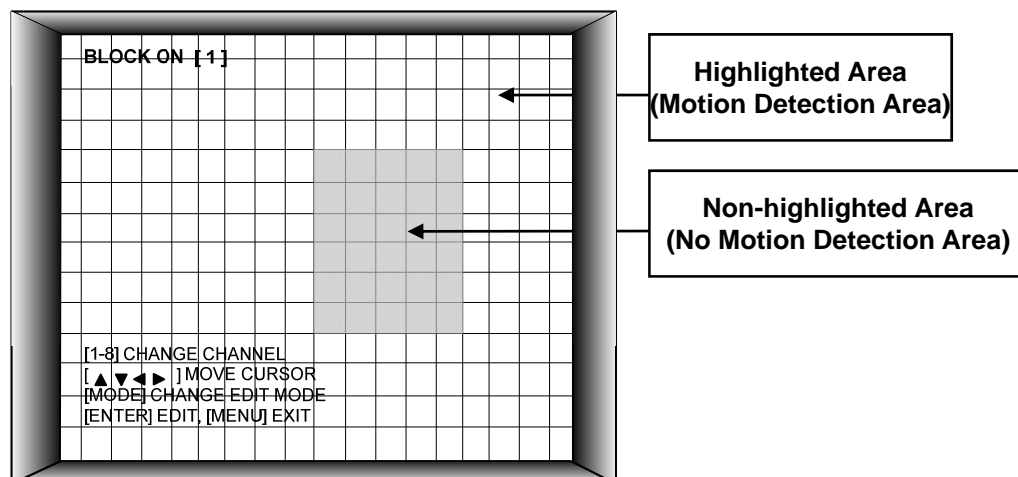 BLOCK ON [ 1 ]
Highlighted Area
(Motion Detection Area)
Non-highlighted Area
(No Motion Detection Area)
[1-8] CHANGE CHANNEL
[ ▲ ▼ ◄ ► ] MOVE CURSOR
[MODE] CHANGE EDIT MODE
[ENTER] EDIT, [MENU] EXIT